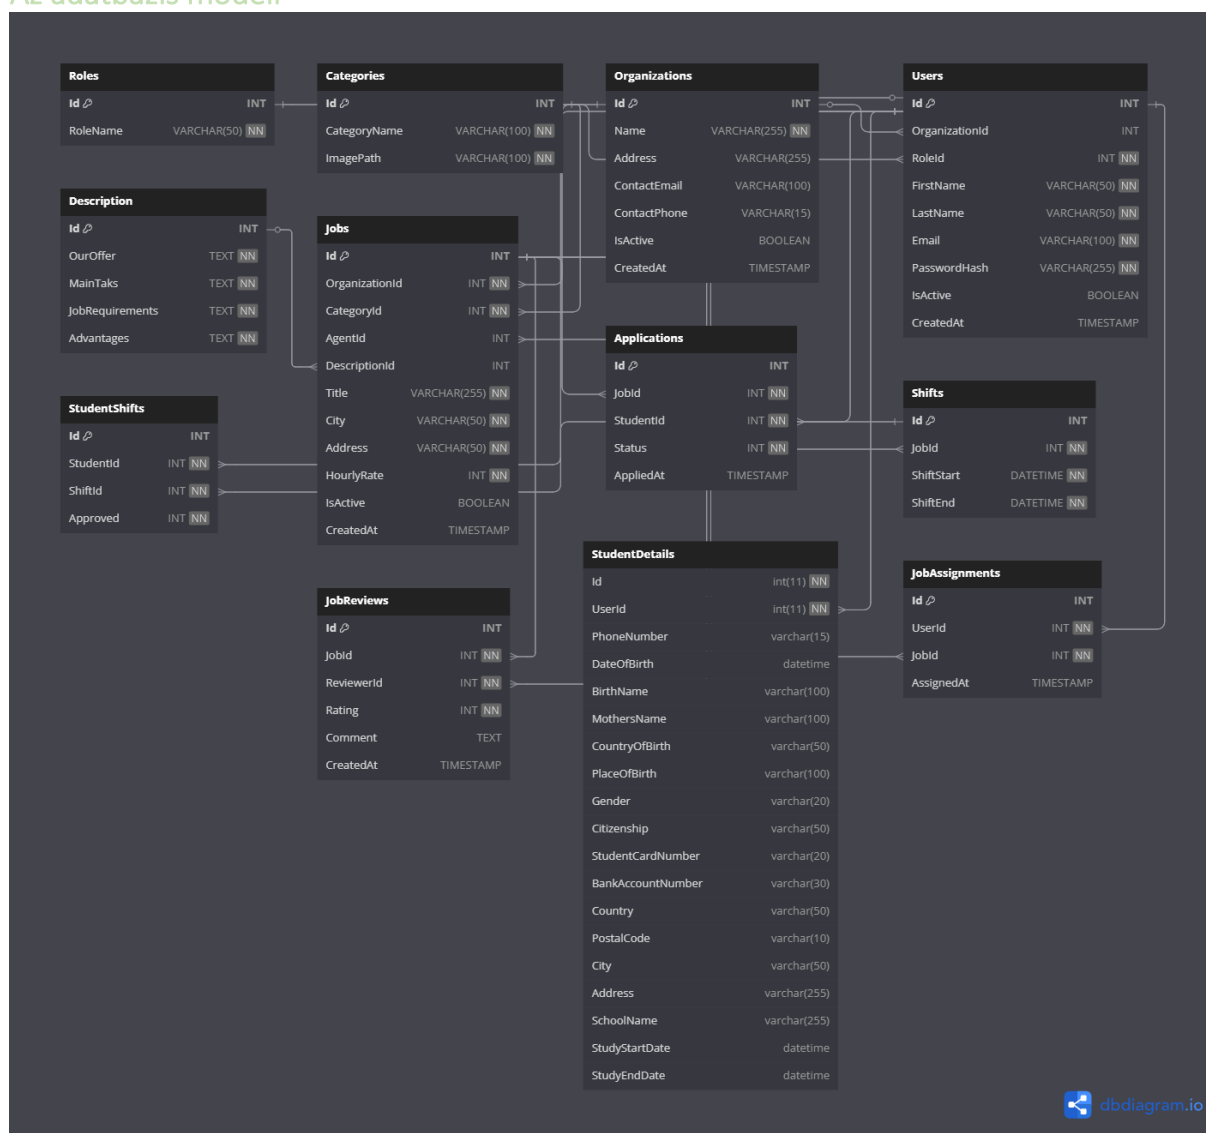 Az adatbázis modell
Roles
Id INT
RoleName VARCHAR(50) NN
Categories
Id INT
CategoryName VARCHAR(100) NN
ImagePath VARCHAR(100) NN
Organizations
Id INT
Name VARCHAR(255) NN
Address VARCHAR(255)
ContactEmail VARCHAR(100)
ContactPhone VARCHAR(15)
IsActive BOOLEAN
CreatedAt TIMESTAMP
Users
Id INT
OrganizationId INT
RoleId INT NN
FirstName VARCHAR(50) NN
LastName VARCHAR(50) NN
Email VARCHAR(100) NN
PasswordHash VARCHAR(255) NN
IsActive BOOLEAN
CreatedAt TIMESTAMP
Description
Id INT
OurOffer TEXT NN
MainTaks TEXT NN
JobRequirements TEXT NN
Advantages TEXT NN
Jobs
Id INT
OrganizationId INT NN
CategoryId INT NN
AgentId INT
DescriptionId INT
Title VARCHAR(255) NN
City VARCHAR(50) NN
Address VARCHAR(50) NN
HourlyRate INT NN
IsActive BOOLEAN
CreatedAt TIMESTAMP
Applications
Id INT
JobId INT NN
StudentId INT NN
Status INT NN
AppliedAt TIMESTAMP
Shifts
Id INT
JobId INT NN
ShiftStart DATETIME NN
ShiftEnd DATETIME NN
StudentShifts
Id INT
StudentId INT NN
ShiftId INT NN
Approved INT NN
StudentDetails
Id int(11) NN
UserId int(11) NN
PhoneNumber varchar(15)
DateOfBirth datetime
BirthName varchar(100)
MothersName varchar(100)
CountryOfBirth varchar(50)
PlaceOfBirth varchar(100)
Gender varchar(20)
Citizenship varchar(50)
StudentCardNumber varchar(20)
BankAccountNumber varchar(30)
Country varchar(50)
PostalCode varchar(10)
City varchar(50)
Address varchar(255)
SchoolName varchar(255)
StudyStartDate datetime
StudyEndDate datetime
JobAssignments
Id INT
UserId INT NN
JobId INT NN
AssignedAt TIMESTAMP
JobReviews
Id INT
JobId INT NN
ReviewerId INT NN
Rating INT NN
Comment TEXT
CreatedAt TIMESTAMP
dbdiagram.io